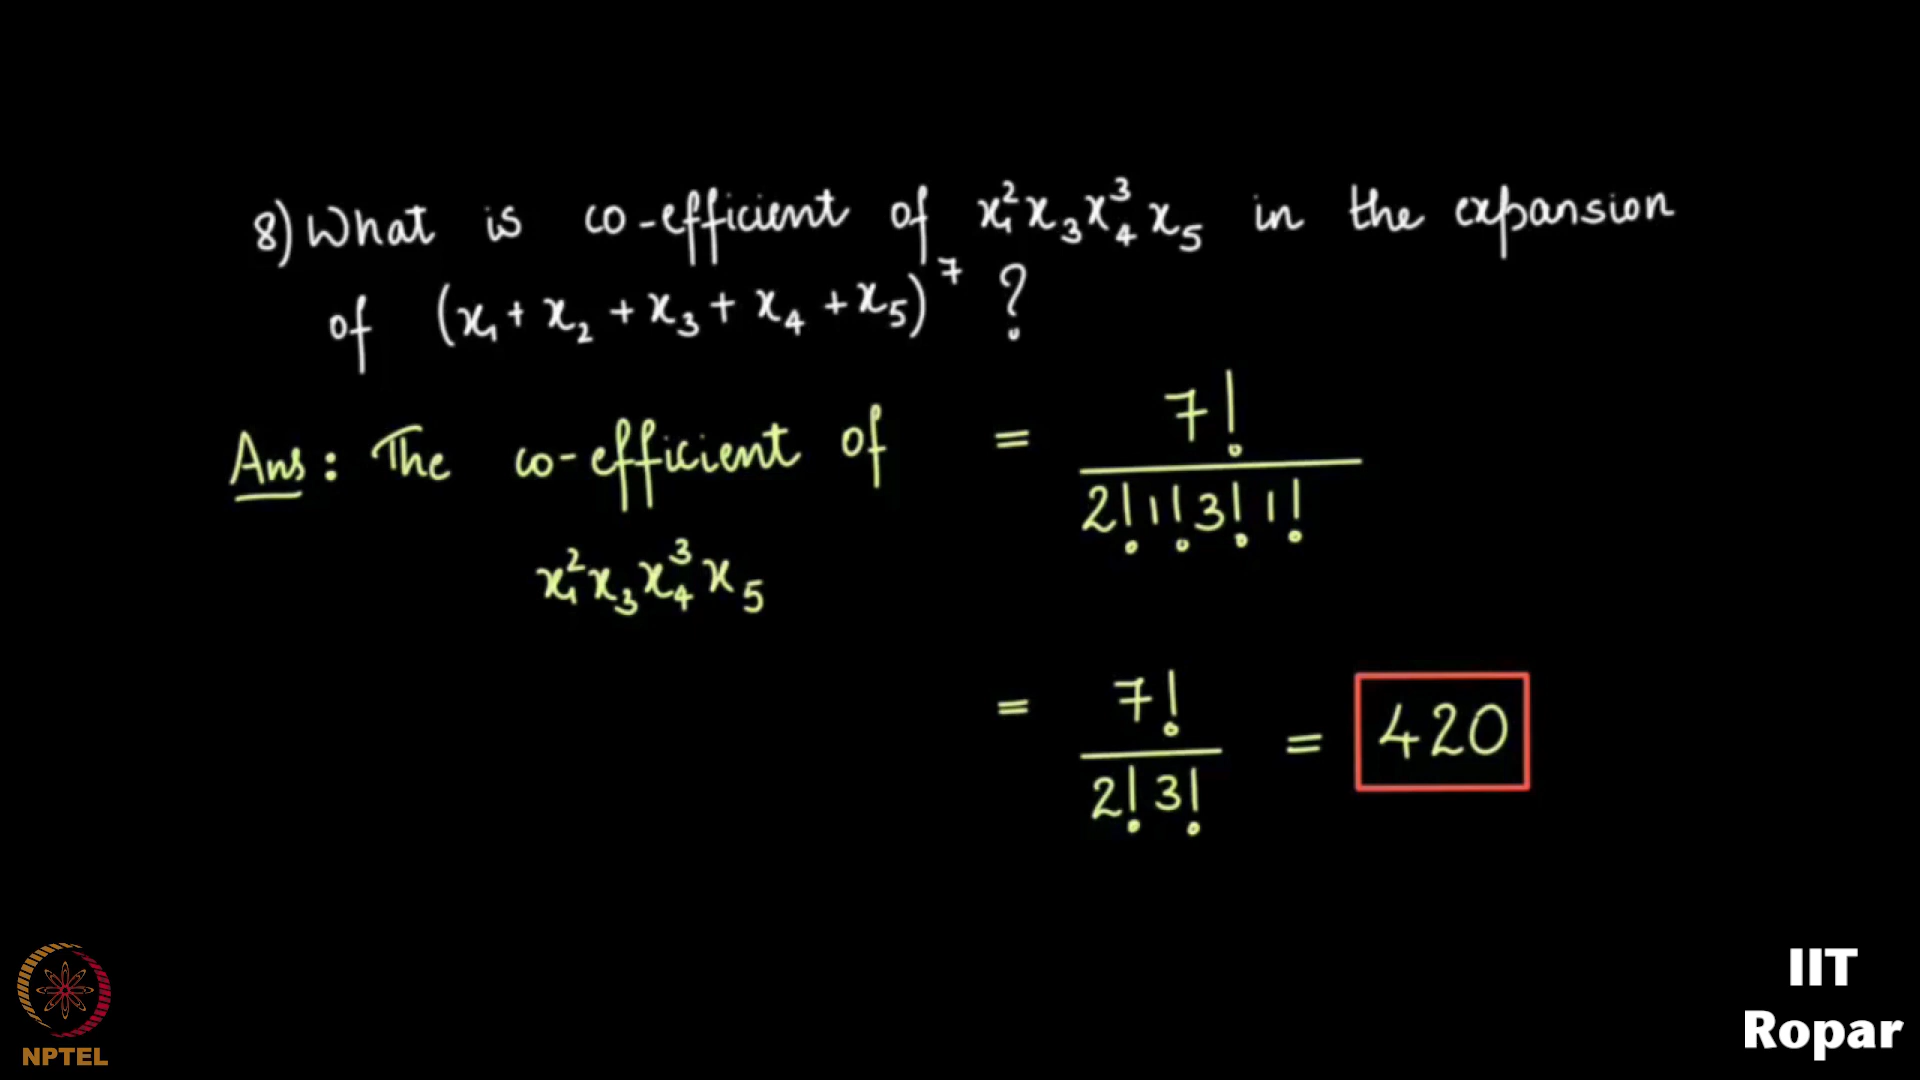 8) What is co-efficient of x₁²x₃x₄³x₅ in the expansion
of (x₁ + x₂ + x₃ + x₄ + x₅)⁷ ?
Ans : The co-efficient of = 7! / 2! 1! 3! 1!
x₁²x₃x₄³x₅
= 7! / 2! 3! = 420
NPTEL
IIT
Ropar